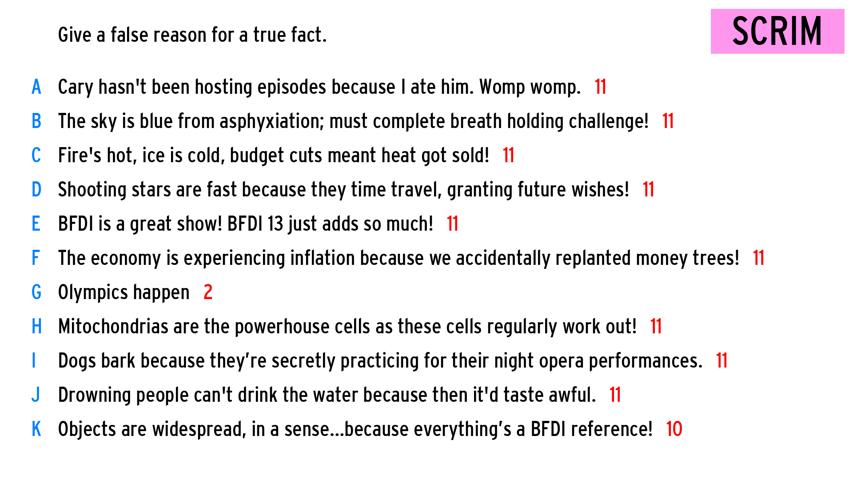 Give a false reason for a true fact.
SCRIM
A Cary hasn't been hosting episodes because I ate him. Womp womp. 11
B The sky is blue from asphyxiation; must complete breath holding challenge! 11
C Fire's hot, ice is cold, budget cuts meant heat got sold! 11
D Shooting stars are fast because they time travel, granting future wishes! 11
E BFDI is a great show! BFDI 13 just adds so much! 11
F The economy is experiencing inflation because we accidentally replanted money trees! 11
G Olympics happen 2
H Mitochondrias are the powerhouse cells as these cells regularly work out! 11
I Dogs bark because they’re secretly practicing for their night opera performances. 11
J Drowning people can't drink the water because then it'd taste awful. 11
K Objects are widespread, in a sense...because everything’s a BFDI reference! 10